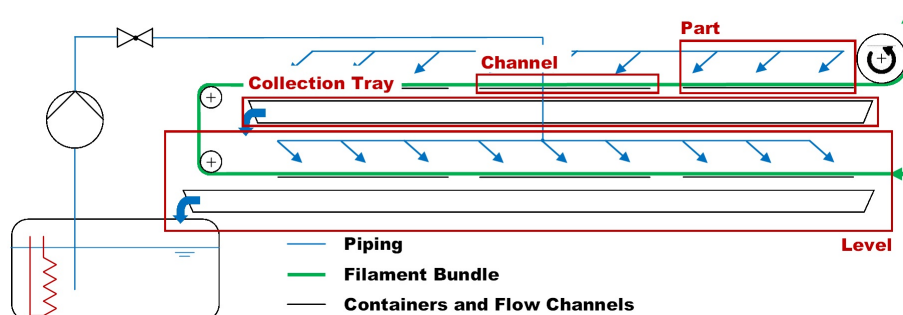 Part
Channel
Collection Tray
Level
Piping
Filament Bundle
Containers and Flow Channels